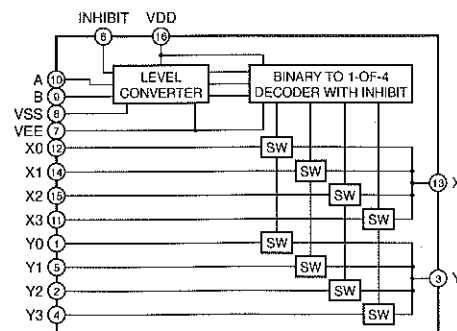 INHIBIT VDD
6 16
A 10
B 9
VSS 8
VEE 7
LEVEL
CONVERTER
BINARY TO 1-OF-4
DECODER WITH INHIBIT
X0 12
SW
X1 14
SW
13 X
X2 15
SW
X3 11
SW
Y0 1
SW
Y1 5
SW
3 Y
Y2 2
SW
Y3 4
SW